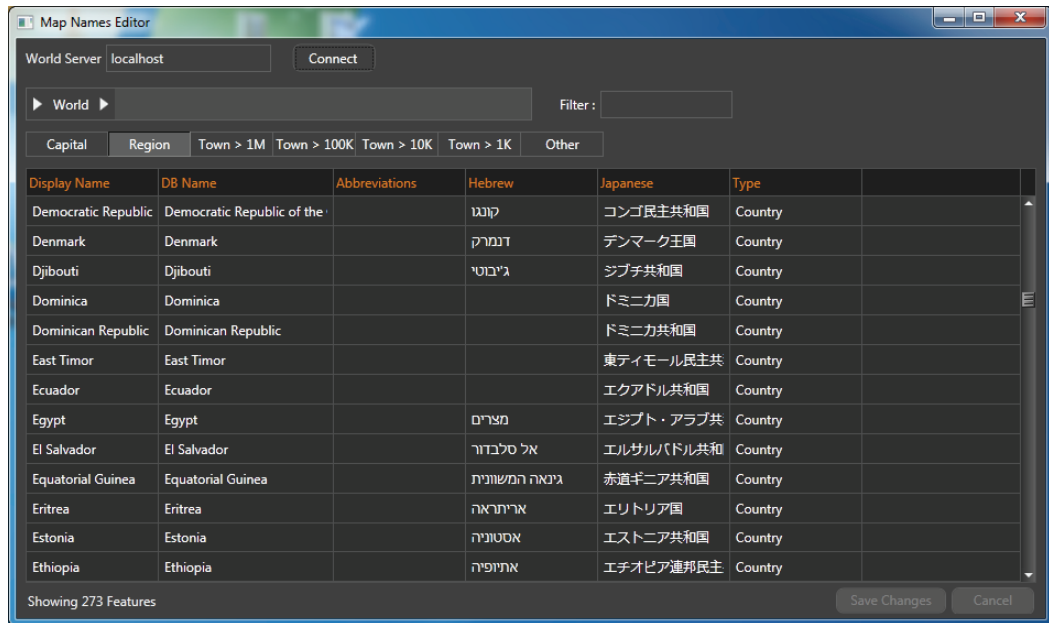 Map Names Editor
World Server localhost Connect
World Filter :
Capital Region Town > 1M Town > 100K Town > 10K Town > 1K Other
Display Name DB Name Abbreviations Hebrew Japanese Type
Democratic Republic Democratic Republic of the קונגו コンゴ民主共和国 Country
Denmark Denmark דנמרק デンマーク王国 Country
Djibouti Djibouti ג'יבוטי ジブチ共和国 Country
Dominica Dominica ドミニカ国 Country
Dominican Republic Dominican Republic ドミニカ共和国 Country
East Timor East Timor 東ティモール民主共 Country
Ecuador Ecuador エクアドル共和国 Country
Egypt Egypt מצרים エジプト・アラブ共 Country
El Salvador El Salvador אל סלבדור エルサルバドル共和 Country
Equatorial Guinea Equatorial Guinea גינאה המשוונית 赤道ギニア共和国 Country
Eritrea Eritrea אריתראה エリトリア国 Country
Estonia Estonia אסטוניה エストニア共和国 Country
Ethiopia Ethiopia אתיופיה エチオピア連邦民主 Country
Showing 273 Features Save Changes Cancel